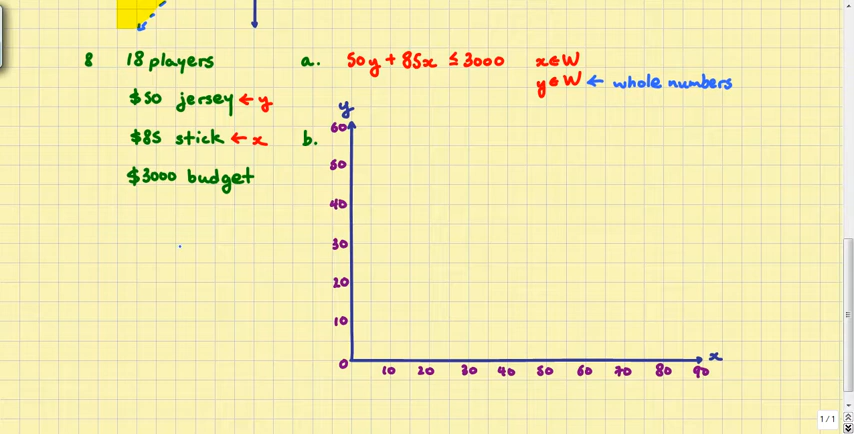 8 18 players
$50 jersey ← y
$85 stick ← x
$3000 budget
a. 50y + 85x ≤ 3000 x ∈ W
y ∈ W ← whole numbers
b.
y
60
50
40
30
20
10
0
10 20 30 40 50 60 70 80 90
x
1/1